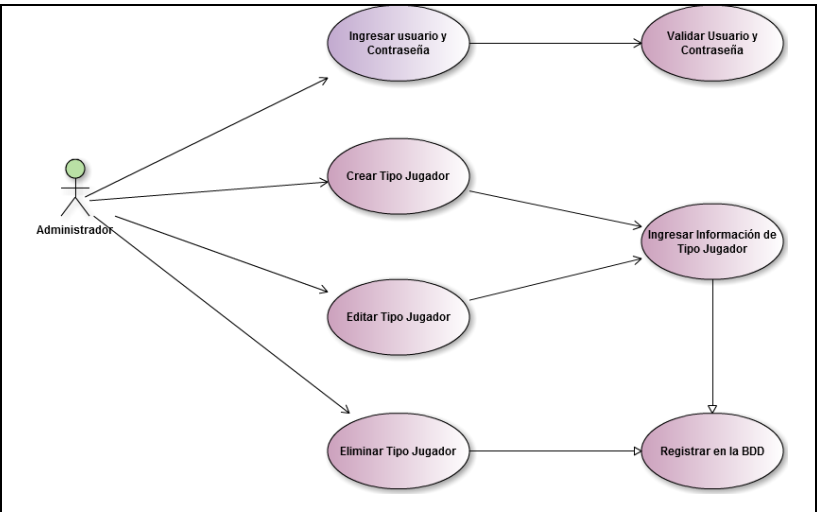 Ingresar usuario y
Contraseña
Validar Usuario y
Contraseña
Crear Tipo Jugador
Administrador
Ingresar Información de
Tipo Jugador
Editar Tipo Jugador
Eliminar Tipo Jugador
Registrar en la BDD